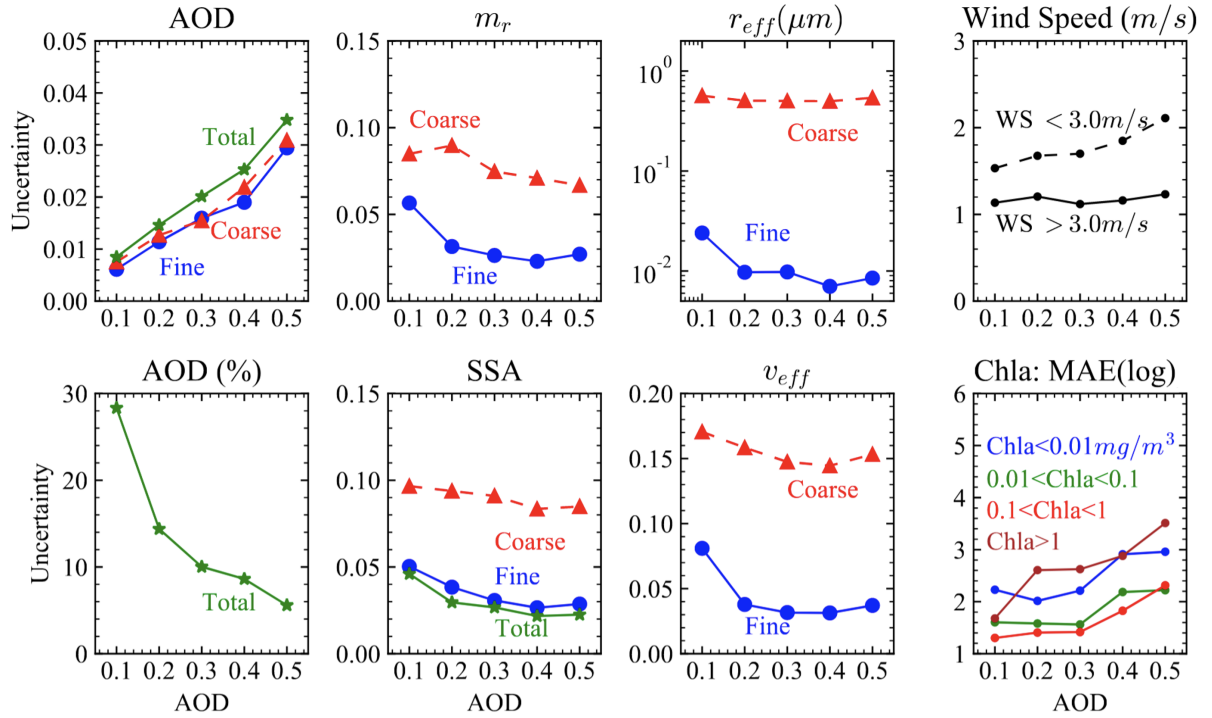 AOD
0.05
0.04
0.03
0.02
0.01
0.00
Uncertainty
Total
Coarse
Fine
0.1 0.2 0.3 0.4 0.5
m_r
0.15
0.10
0.05
0.00
Coarse
Fine
0.1 0.2 0.3 0.4 0.5
r_eff(μm)
10^0
10^-1
10^-2
Coarse
Fine
0.1 0.2 0.3 0.4 0.5
Wind Speed (m/s)
3
2
1
0
WS < 3.0m/s
WS > 3.0m/s
0.1 0.2 0.3 0.4 0.5
AOD (%)
30
20
10
0
Uncertainty
Total
0.1 0.2 0.3 0.4 0.5
AOD
SSA
0.15
0.10
0.05
0.00
Coarse
Fine
Total
0.1 0.2 0.3 0.4 0.5
AOD
v_eff
0.20
0.15
0.10
0.05
0.00
Coarse
Fine
0.1 0.2 0.3 0.4 0.5
AOD
Chla: MAE(log)
6
5
4
3
2
1
Chla<0.01mg/m^3
0.01<Chla<0.1
0.1<Chla<1
Chla>1
0.1 0.2 0.3 0.4 0.5
AOD